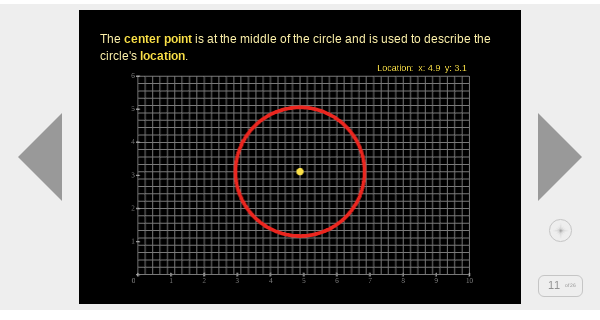 The center point is at the middle of the circle and is used to describe the
circle's location.
Location: x: 4.9 y: 3.1
6
5
4
3
2
1
0 1 2 3 4 5 6 7 8 9 10
11